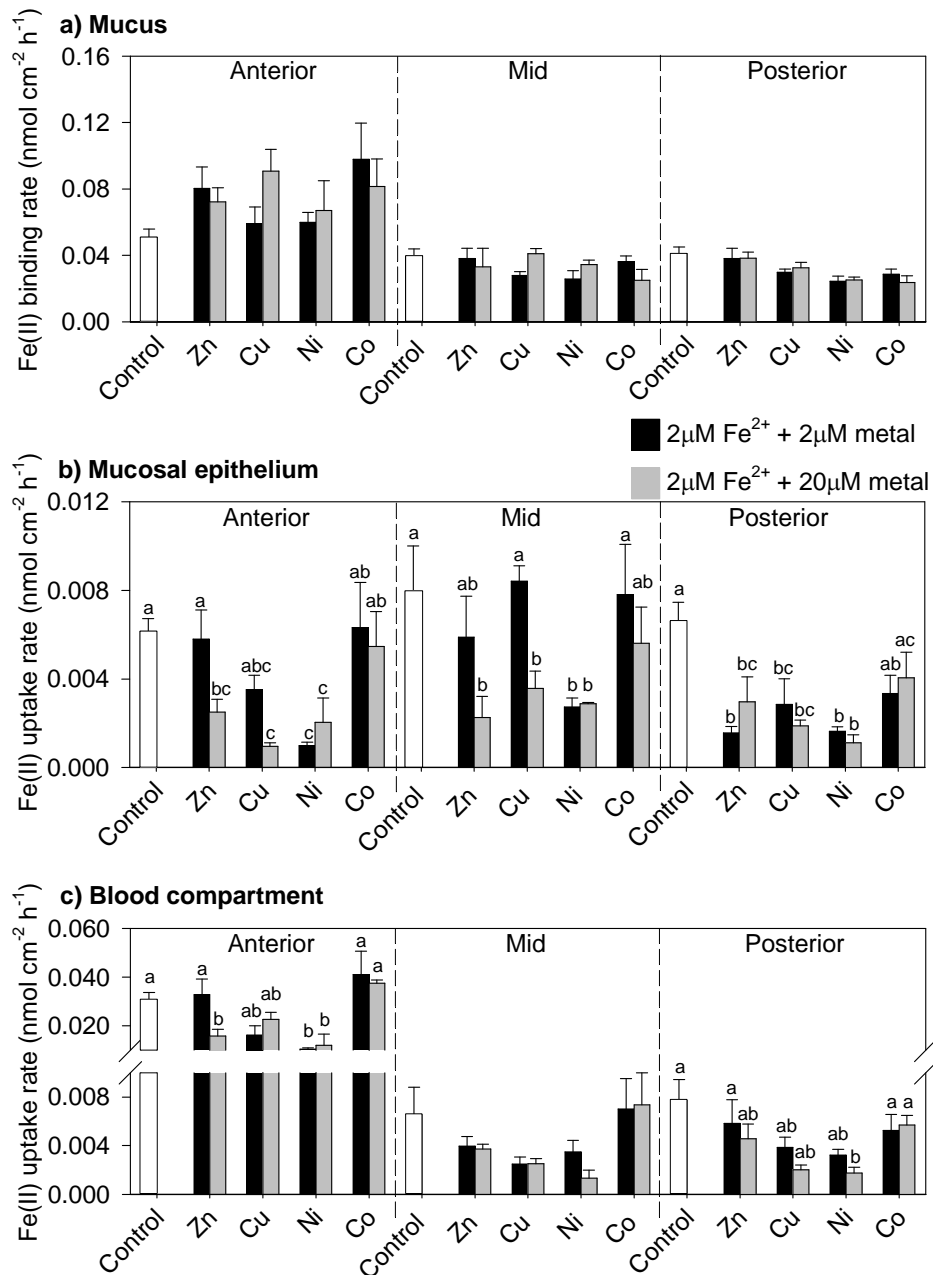 a) Mucus
Fe(II) binding rate (nmol cm⁻² h⁻¹)
0.16
0.12
0.08
0.04
0.00
Anterior Mid Posterior
Control Zn Cu Ni Co Control Zn Cu Ni Co Control Zn Cu Ni Co
2μM Fe²⁺ + 2μM metal
2μM Fe²⁺ + 20μM metal
b) Mucosal epithelium
Fe(II) uptake rate (nmol cm⁻² h⁻¹)
0.012
0.008
0.004
0.000
Anterior Mid Posterior
a a bc abc c c c ab ab a ab b a b b b a ab a b bc bc bc b b ab ac
Control Zn Cu Ni Co Control Zn Cu Ni Co Control Zn Cu Ni Co
c) Blood compartment
Fe(II) uptake rate (nmol cm⁻² h⁻¹)
0.060
0.040
0.020
0.008
0.004
0.000
Anterior Mid Posterior
a a b ab ab b b a a a a ab ab ab ab b a a
Control Zn Cu Ni Co Control Zn Cu Ni Co Control Zn Cu Ni Co